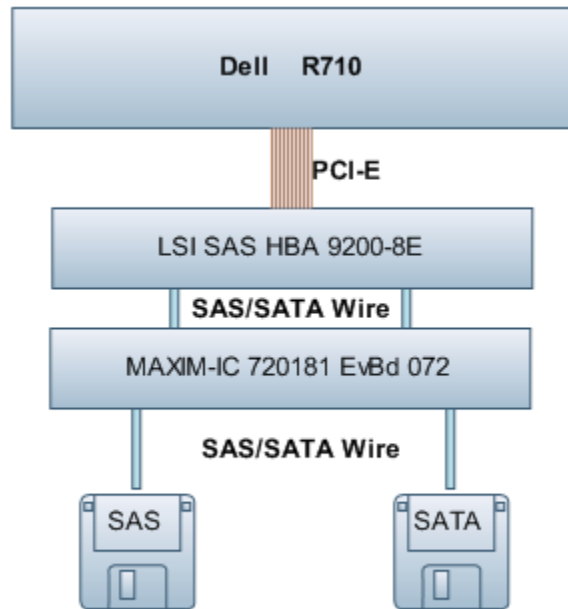 Dell R710
PCI-E
LSI SAS HBA 9200-8E
SAS/SATA Wire
MAXIM-IC 720181 EvBd 072
SAS/SATA Wire
SAS
SATA